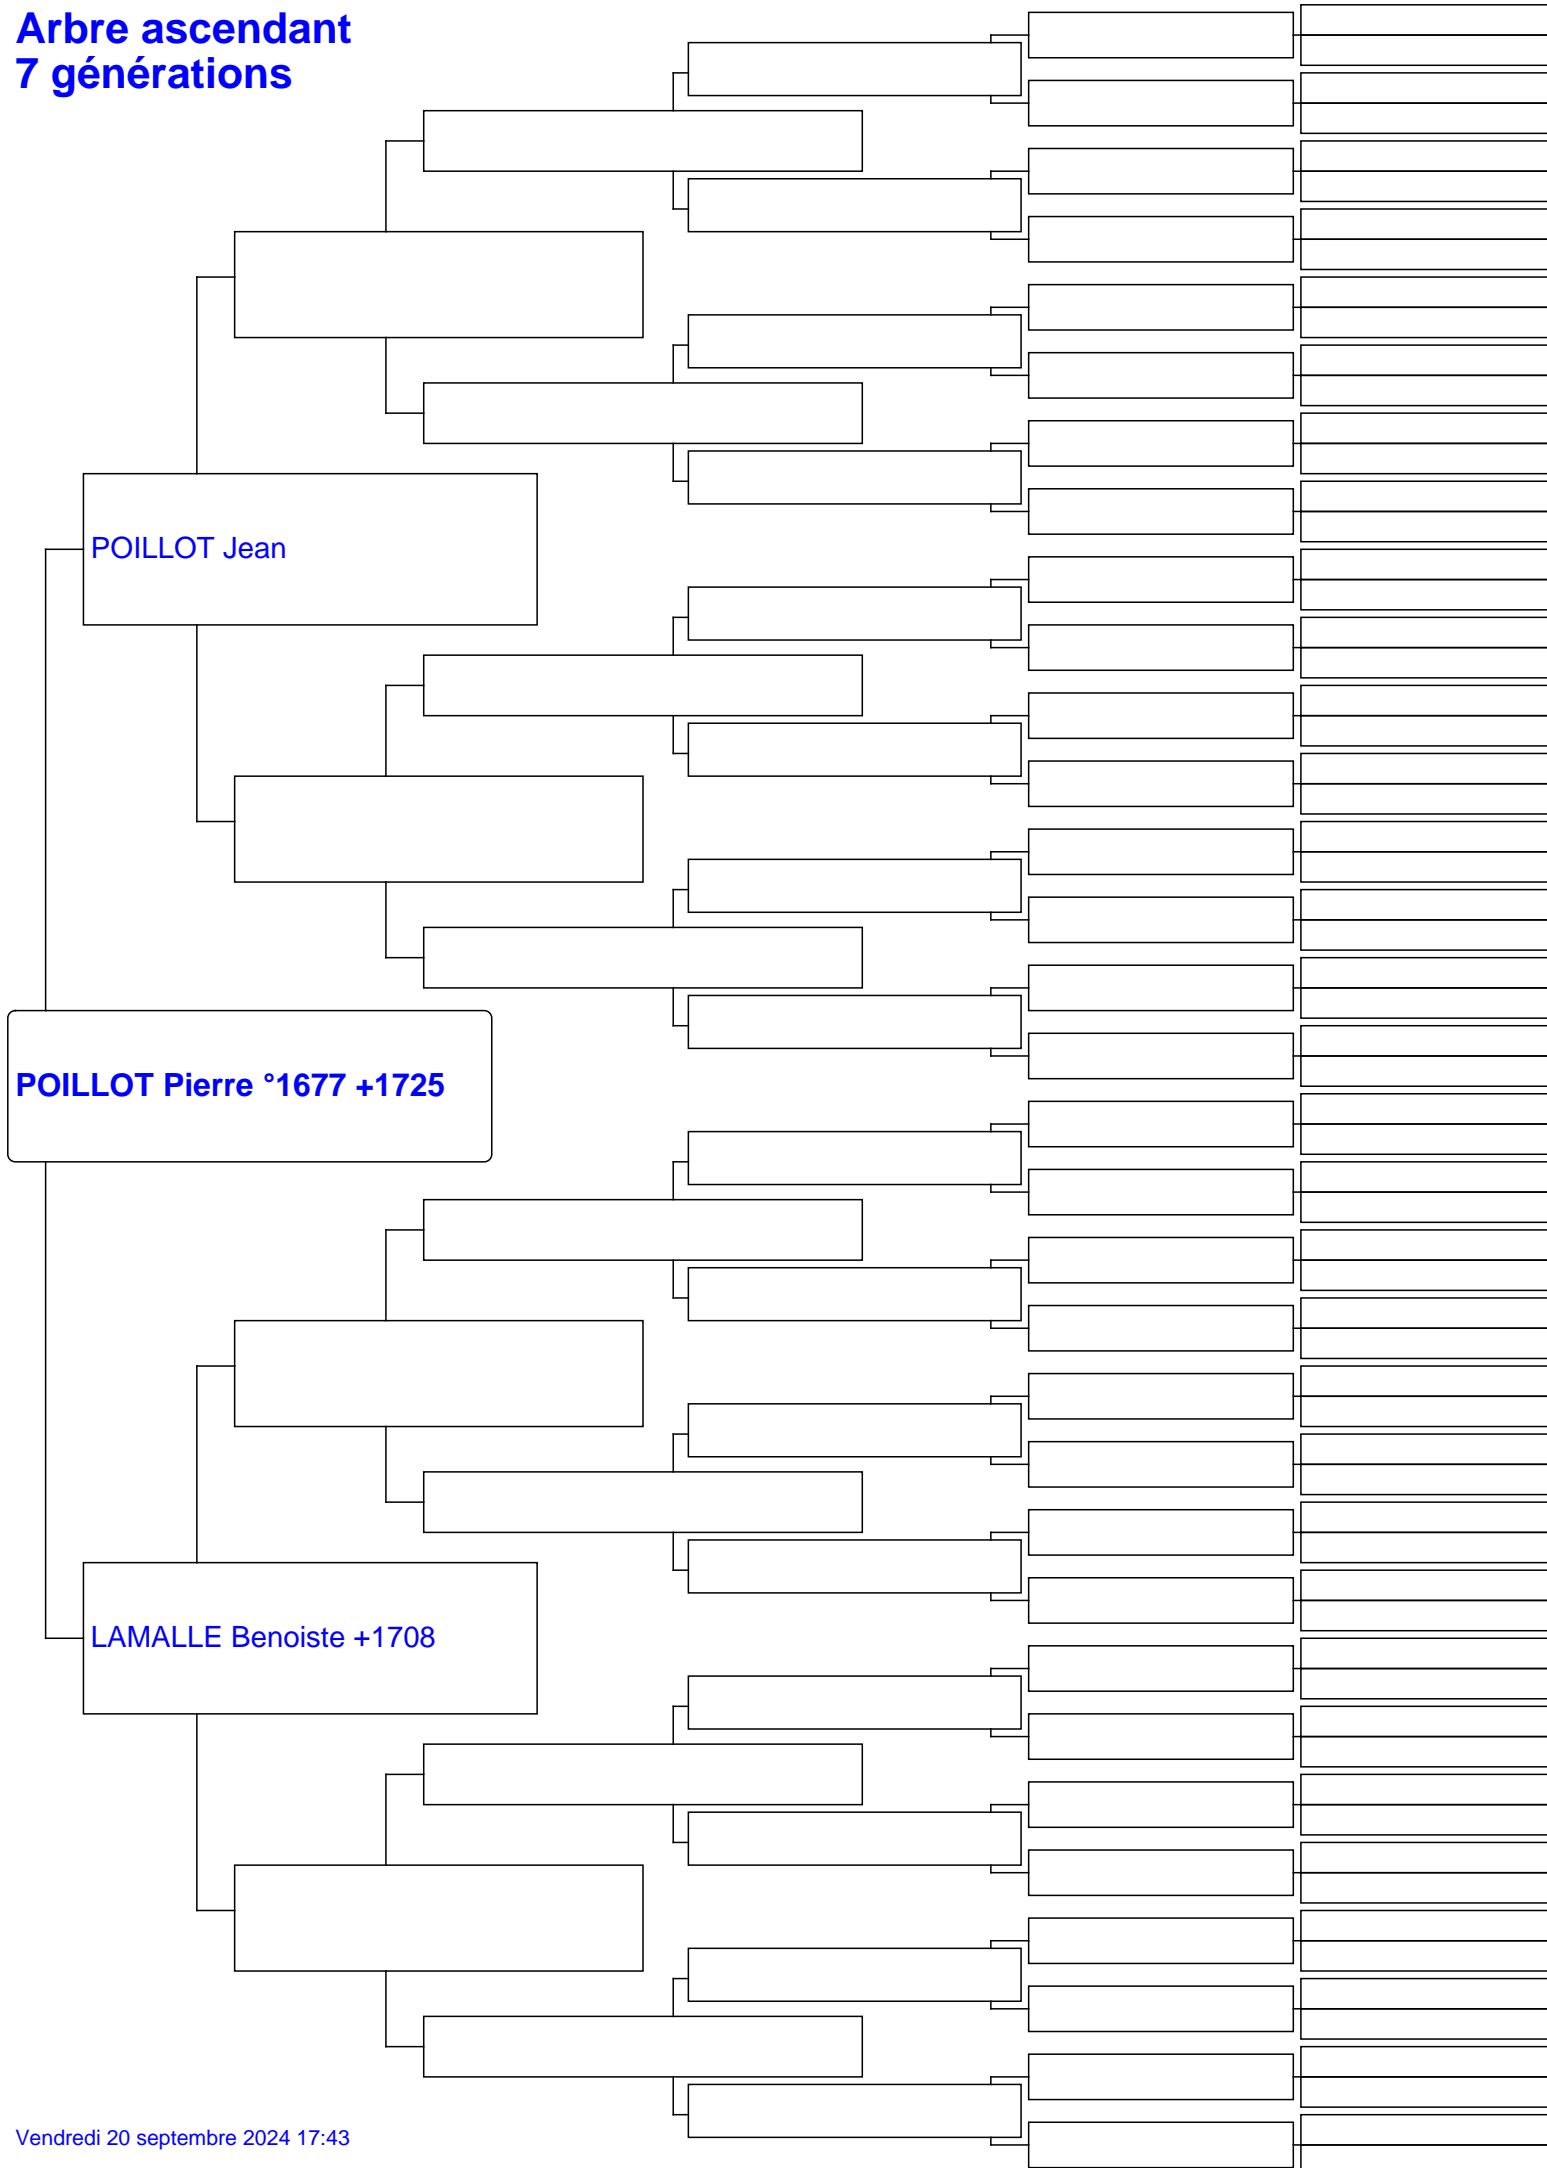 Arbre ascendant
7 générations
POILLOT Jean
POILLOT Pierre °1677 +1725
LAMALLE Benoiste +1708
Vendredi 20 septembre 2024 17:43